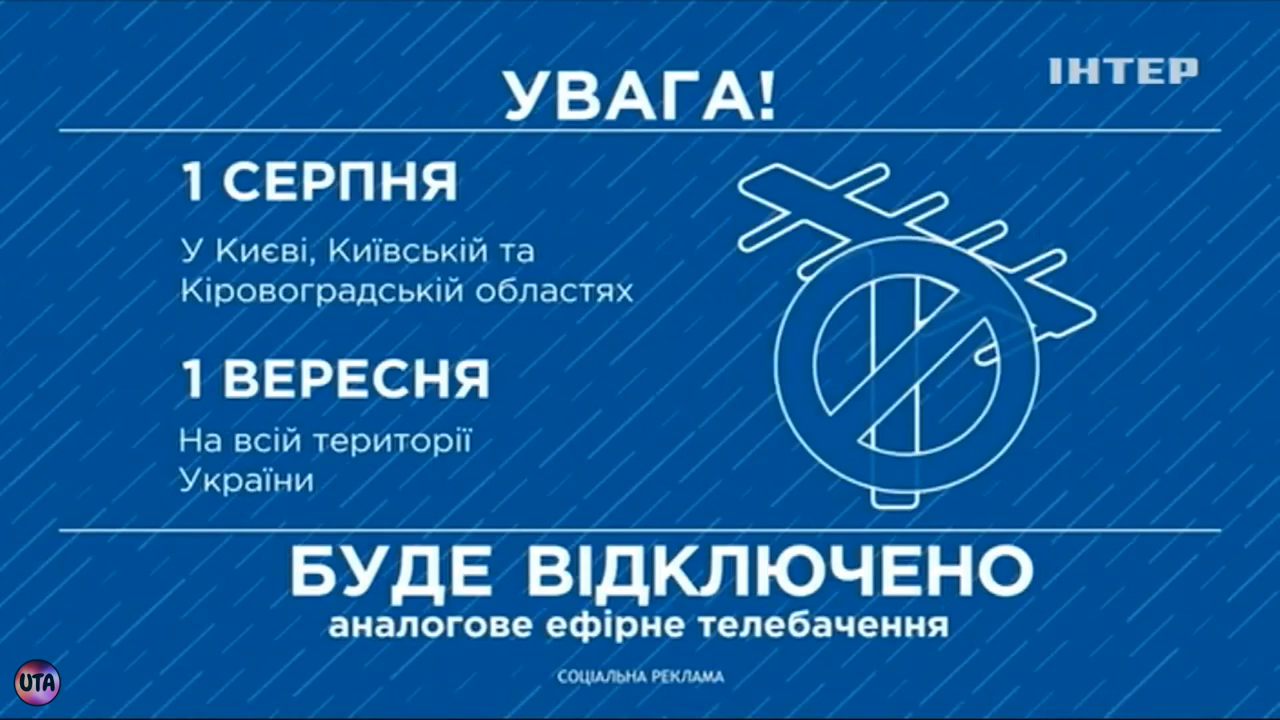 ІНТЕР
УВАГА!
1 СЕРПНЯ
У Києві, Київській та
Кіровоградській областях
1 ВЕРЕСНЯ
На всій території
України
БУДЕ ВІДКЛЮЧЕНО
аналогове ефірне телебачення
СОЦІАЛЬНА РЕКЛАМА
UTA